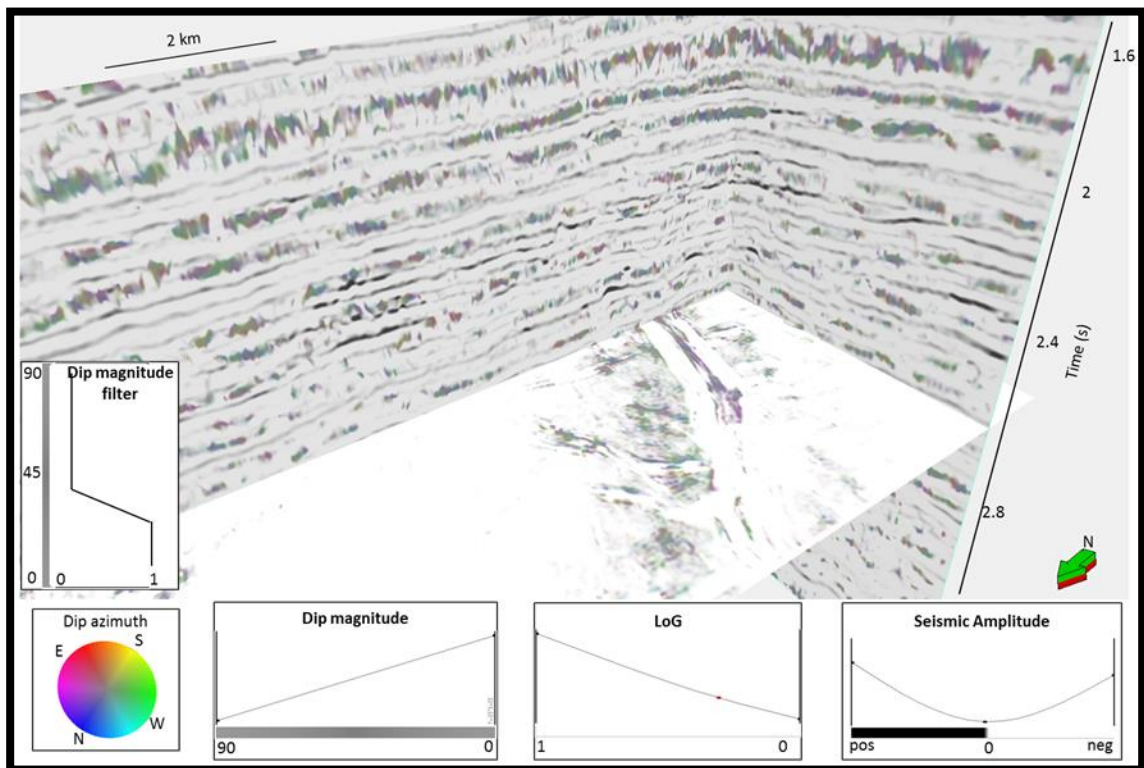 2 km
1.6
2
2.4
Time (s)
2.8
N
90
Dip magnitude
filter
45
0
0
1
Dip azimuth
S
E
W
N
Dip magnitude
90
0
LoG
1
0
Seismic Amplitude
pos
0
neg